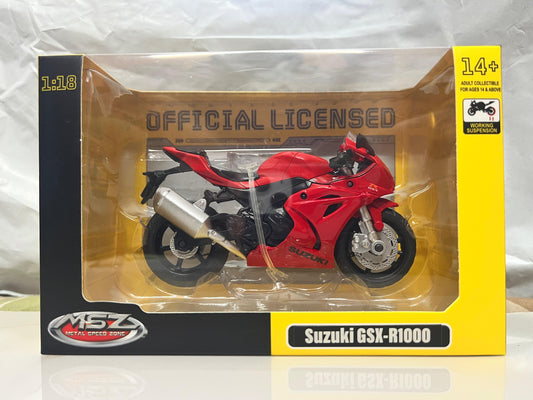 1:18
14+
ADULT COLLECTIBLE
FOR AGES 14 & ABOVE
WORKING
SUSPENSION
OFFICIAL LICENSED
SUZUKI
MSZ
METAL SPEED ZONE
Suzuki GSX-R1000